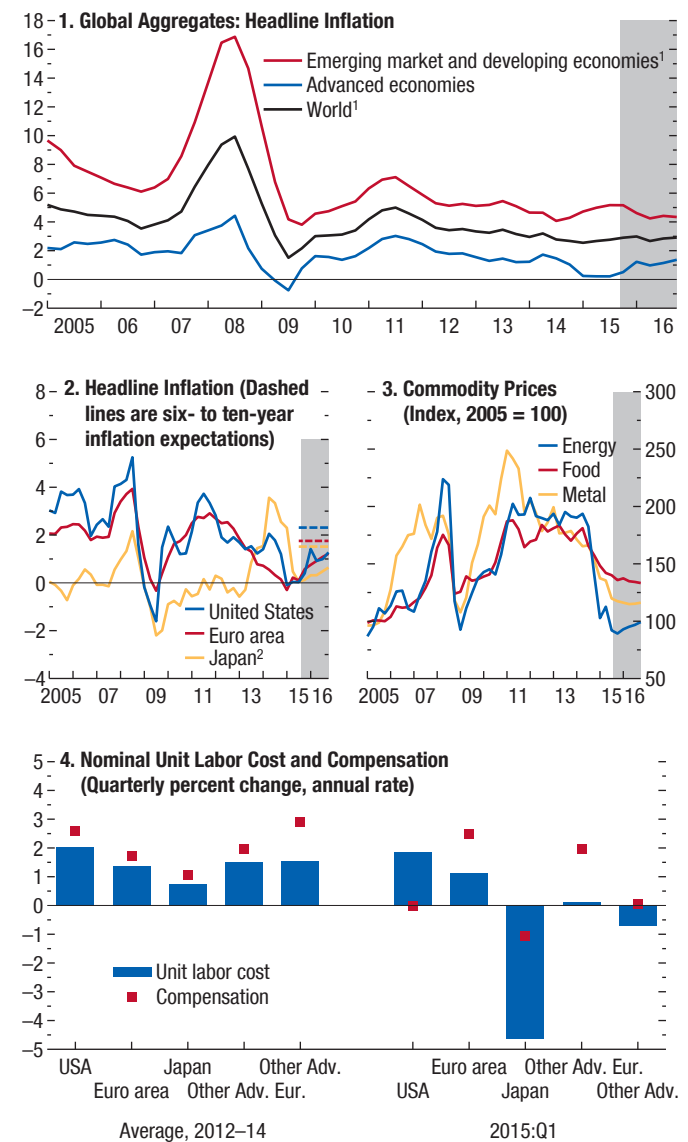 1. Global Aggregates: Headline Inflation
18
16
14
12
10
8
6
4
2
0
–2
Emerging market and developing economies¹
Advanced economies
World¹
2005 06 07 08 09 10 11 12 13 14 15 16
2. Headline Inflation (Dashed
lines are six- to ten-year
inflation expectations)
8
6
4
2
0
–2
–4
United States
Euro area
Japan²
2005 07 09 11 13 15 16
3. Commodity Prices
(Index, 2005 = 100)
300
250
200
150
100
50
Energy
Food
Metal
2005 07 09 11 13 15 16
4. Nominal Unit Labor Cost and Compensation
(Quarterly percent change, annual rate)
5
4
3
2
1
0
–1
–2
–3
–4
–5
Unit labor cost
Compensation
USA Japan Other Adv. Euro area Other Adv. Eur.
Euro area Other Adv. Eur. USA Japan Other Adv.
Average, 2012–14 2015:Q1